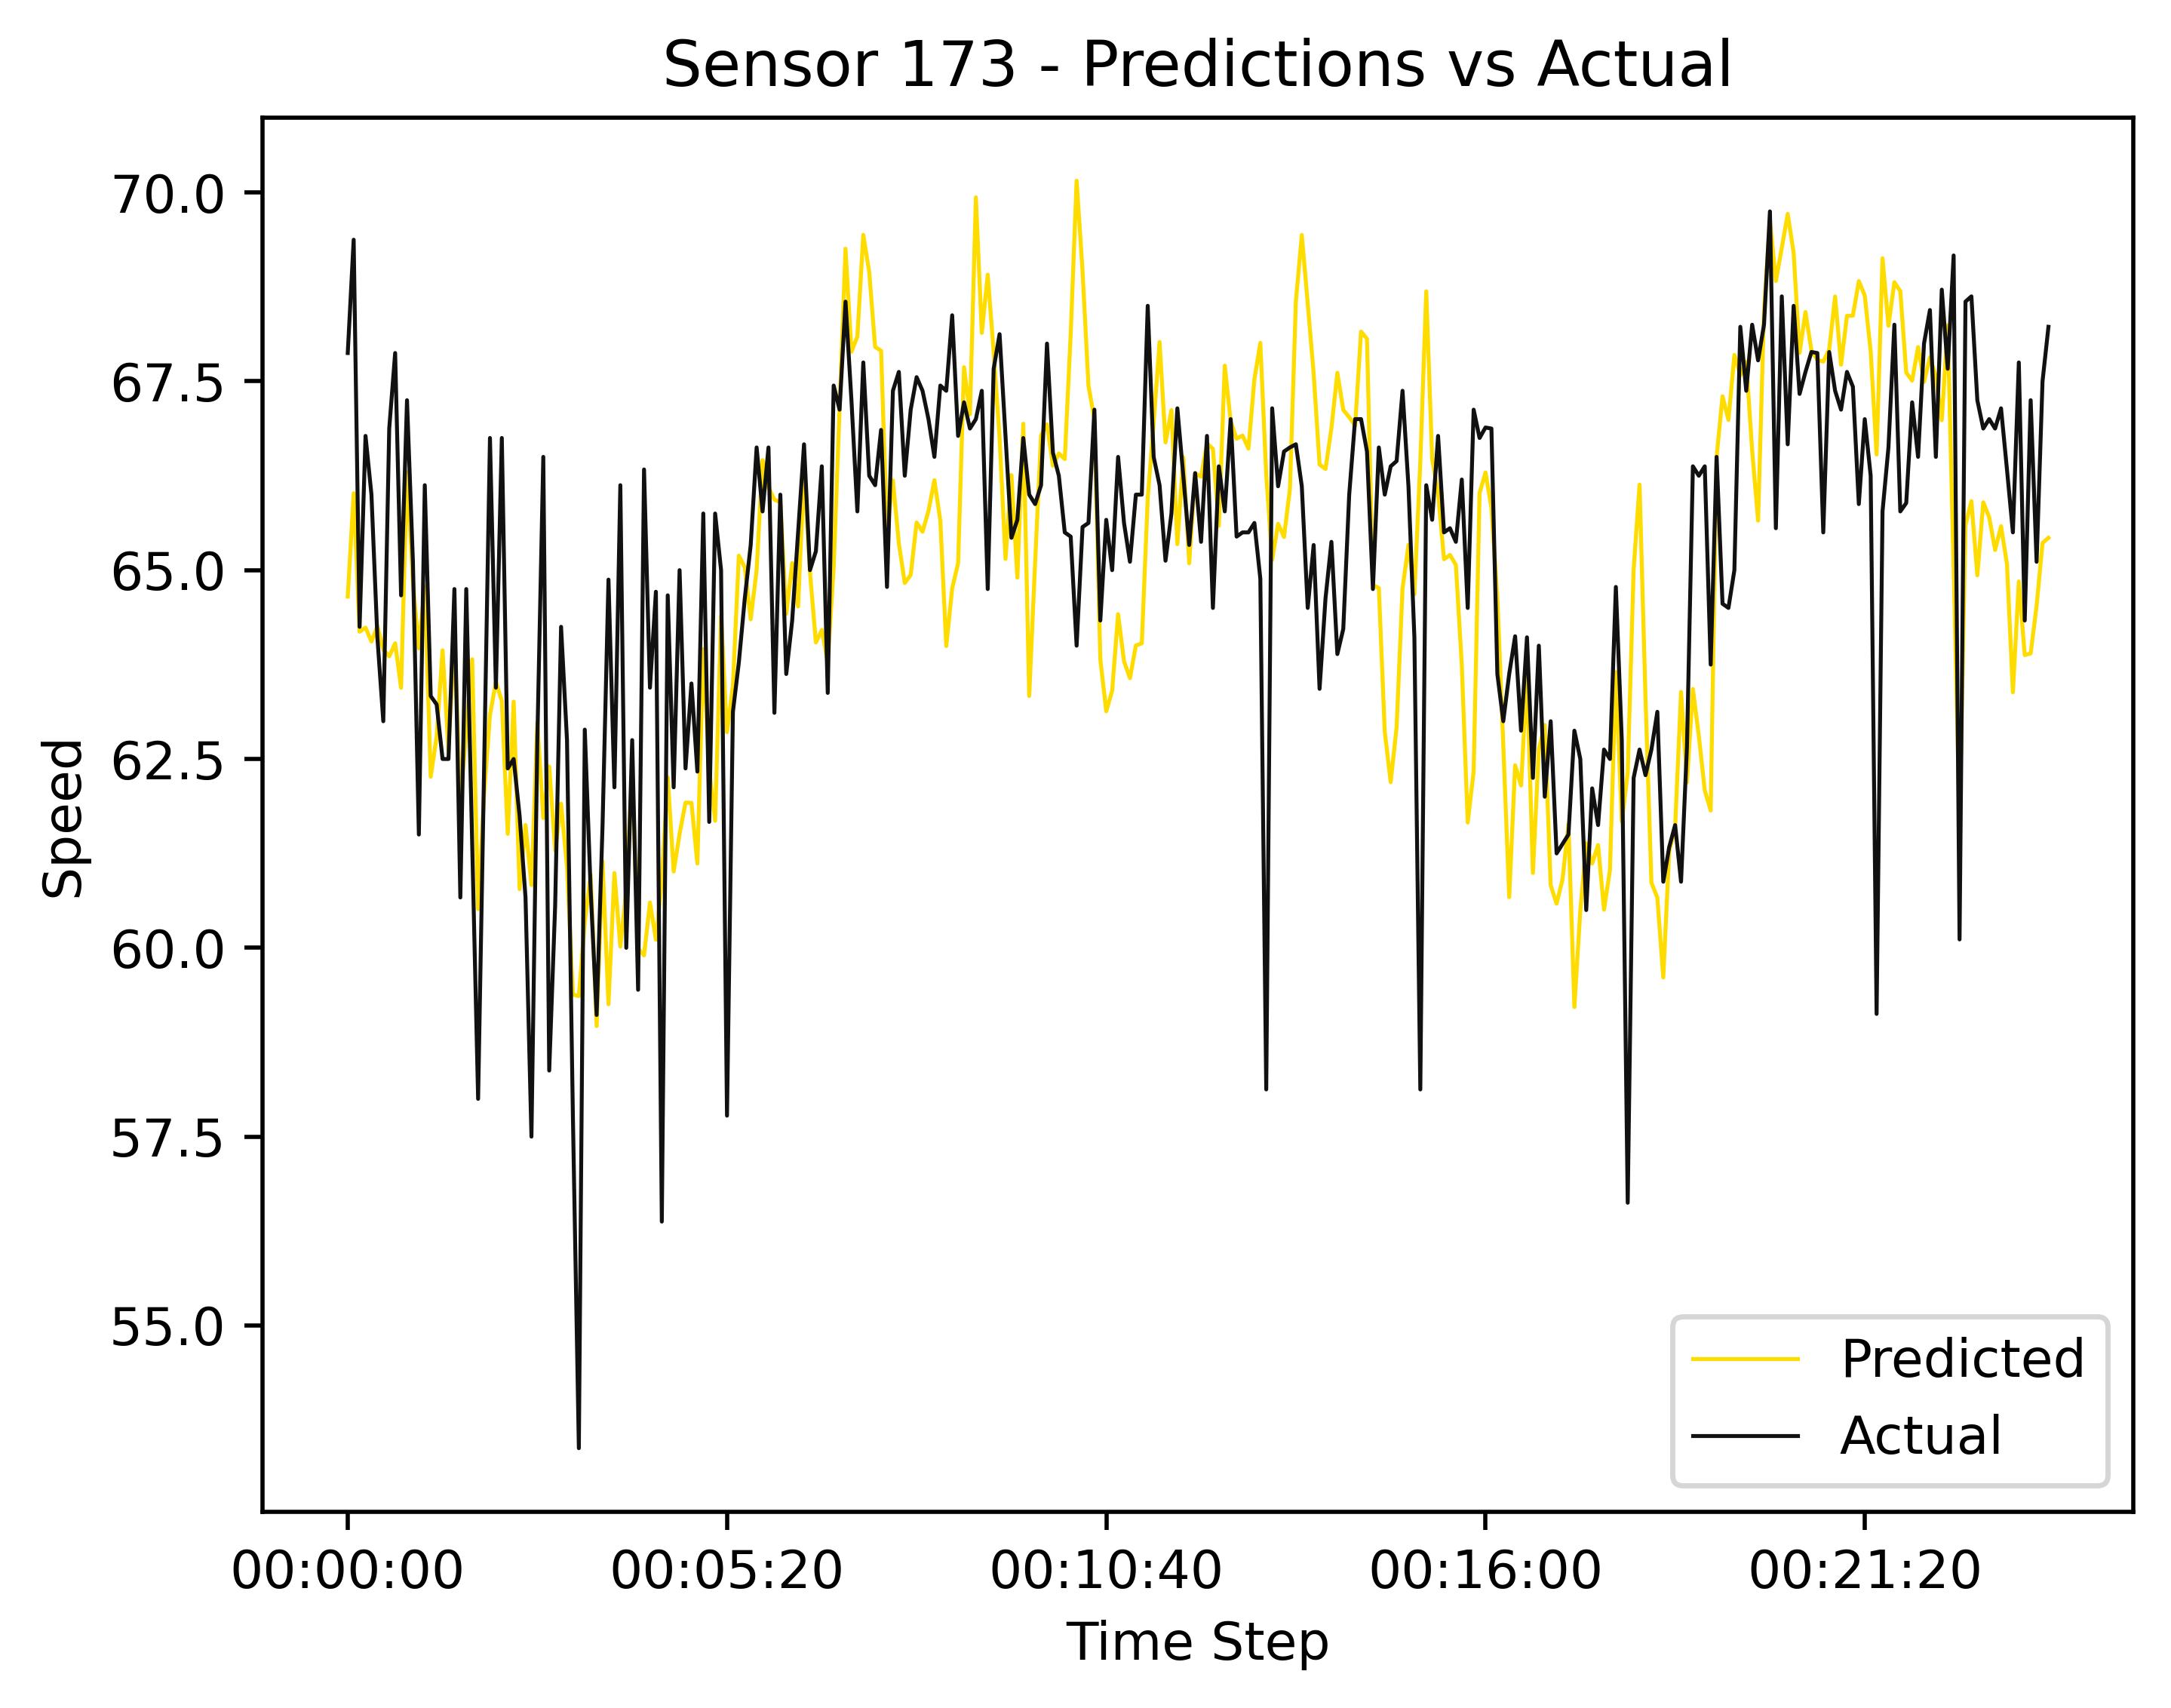 Sensor 173 - Predictions vs Actual
70.0
67.5
65.0
62.5
60.0
57.5
55.0
Speed
Predicted
Actual
00:00:00 00:05:20 00:10:40 00:16:00 00:21:20
Time Step